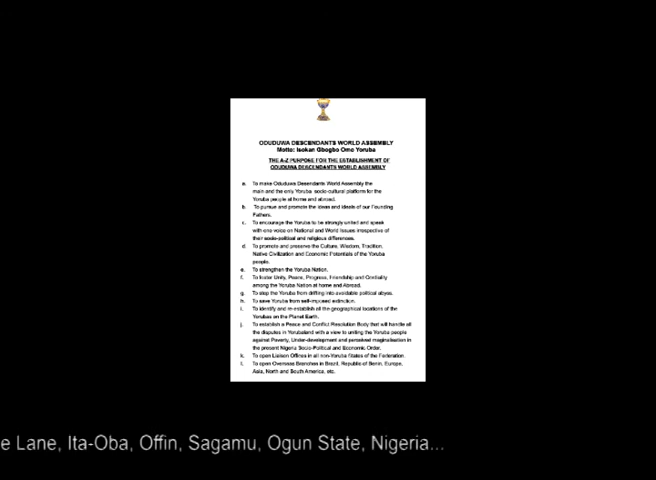 ODUDUWA DESCENDANTS WORLD ASSEMBLY
Motto: Isokan Gbogbo Omo Yoruba
THE A-Z PURPOSE FOR THE ESTABLISHMENT OF
ODUDUWA DESCENDANTS WORLD ASSEMBLY
a. To make Oduduwa Desendants World Assembly the
main and the only Yoruba socio-cultural platform for the
Yoruba people at home and abroad.
b. To pursue and promote the ideas and ideals of our Founding
Fathers.
c. To encourage the Yoruba to be strongly united and speak
with one voice on National and World Issues irrespective of
their socio-political and religious differences.
d. To promote and preserve the Culture, Wisdom, Tradition,
Native Civilization and Economic Potentials of the Yoruba
people.
e. To strengthen the Yoruba Nation.
f. To foster Unity, Peace, Progress, Friendship and Cordiality
among the Yoruba Nation at home and Abroad.
g. To stop the Yoruba from drifting into avoidable political abyss.
h. To save Yoruba from self-imposed extinction.
i. To identify and re-establish all the geographical locations of the
Yorubas on the Planet Earth.
j. To establish a Peace and Conflict Resolution Body that will handle all
the disputes in Yorubaland with a view to uniting the Yoruba people
against Poverty, Under-development and perceived marginalisation in
the present Nigeria Socio-Political and Economic Order.
k. To open Liaison Offices in all non-Yoruba States of the Federation.
l. To open Overseas Branches in Brazil, Republic of Benin, Europe,
Asia, North and South America, etc.
e Lane, Ita-Oba, Offin, Sagamu, Ogun State, Nigeria...